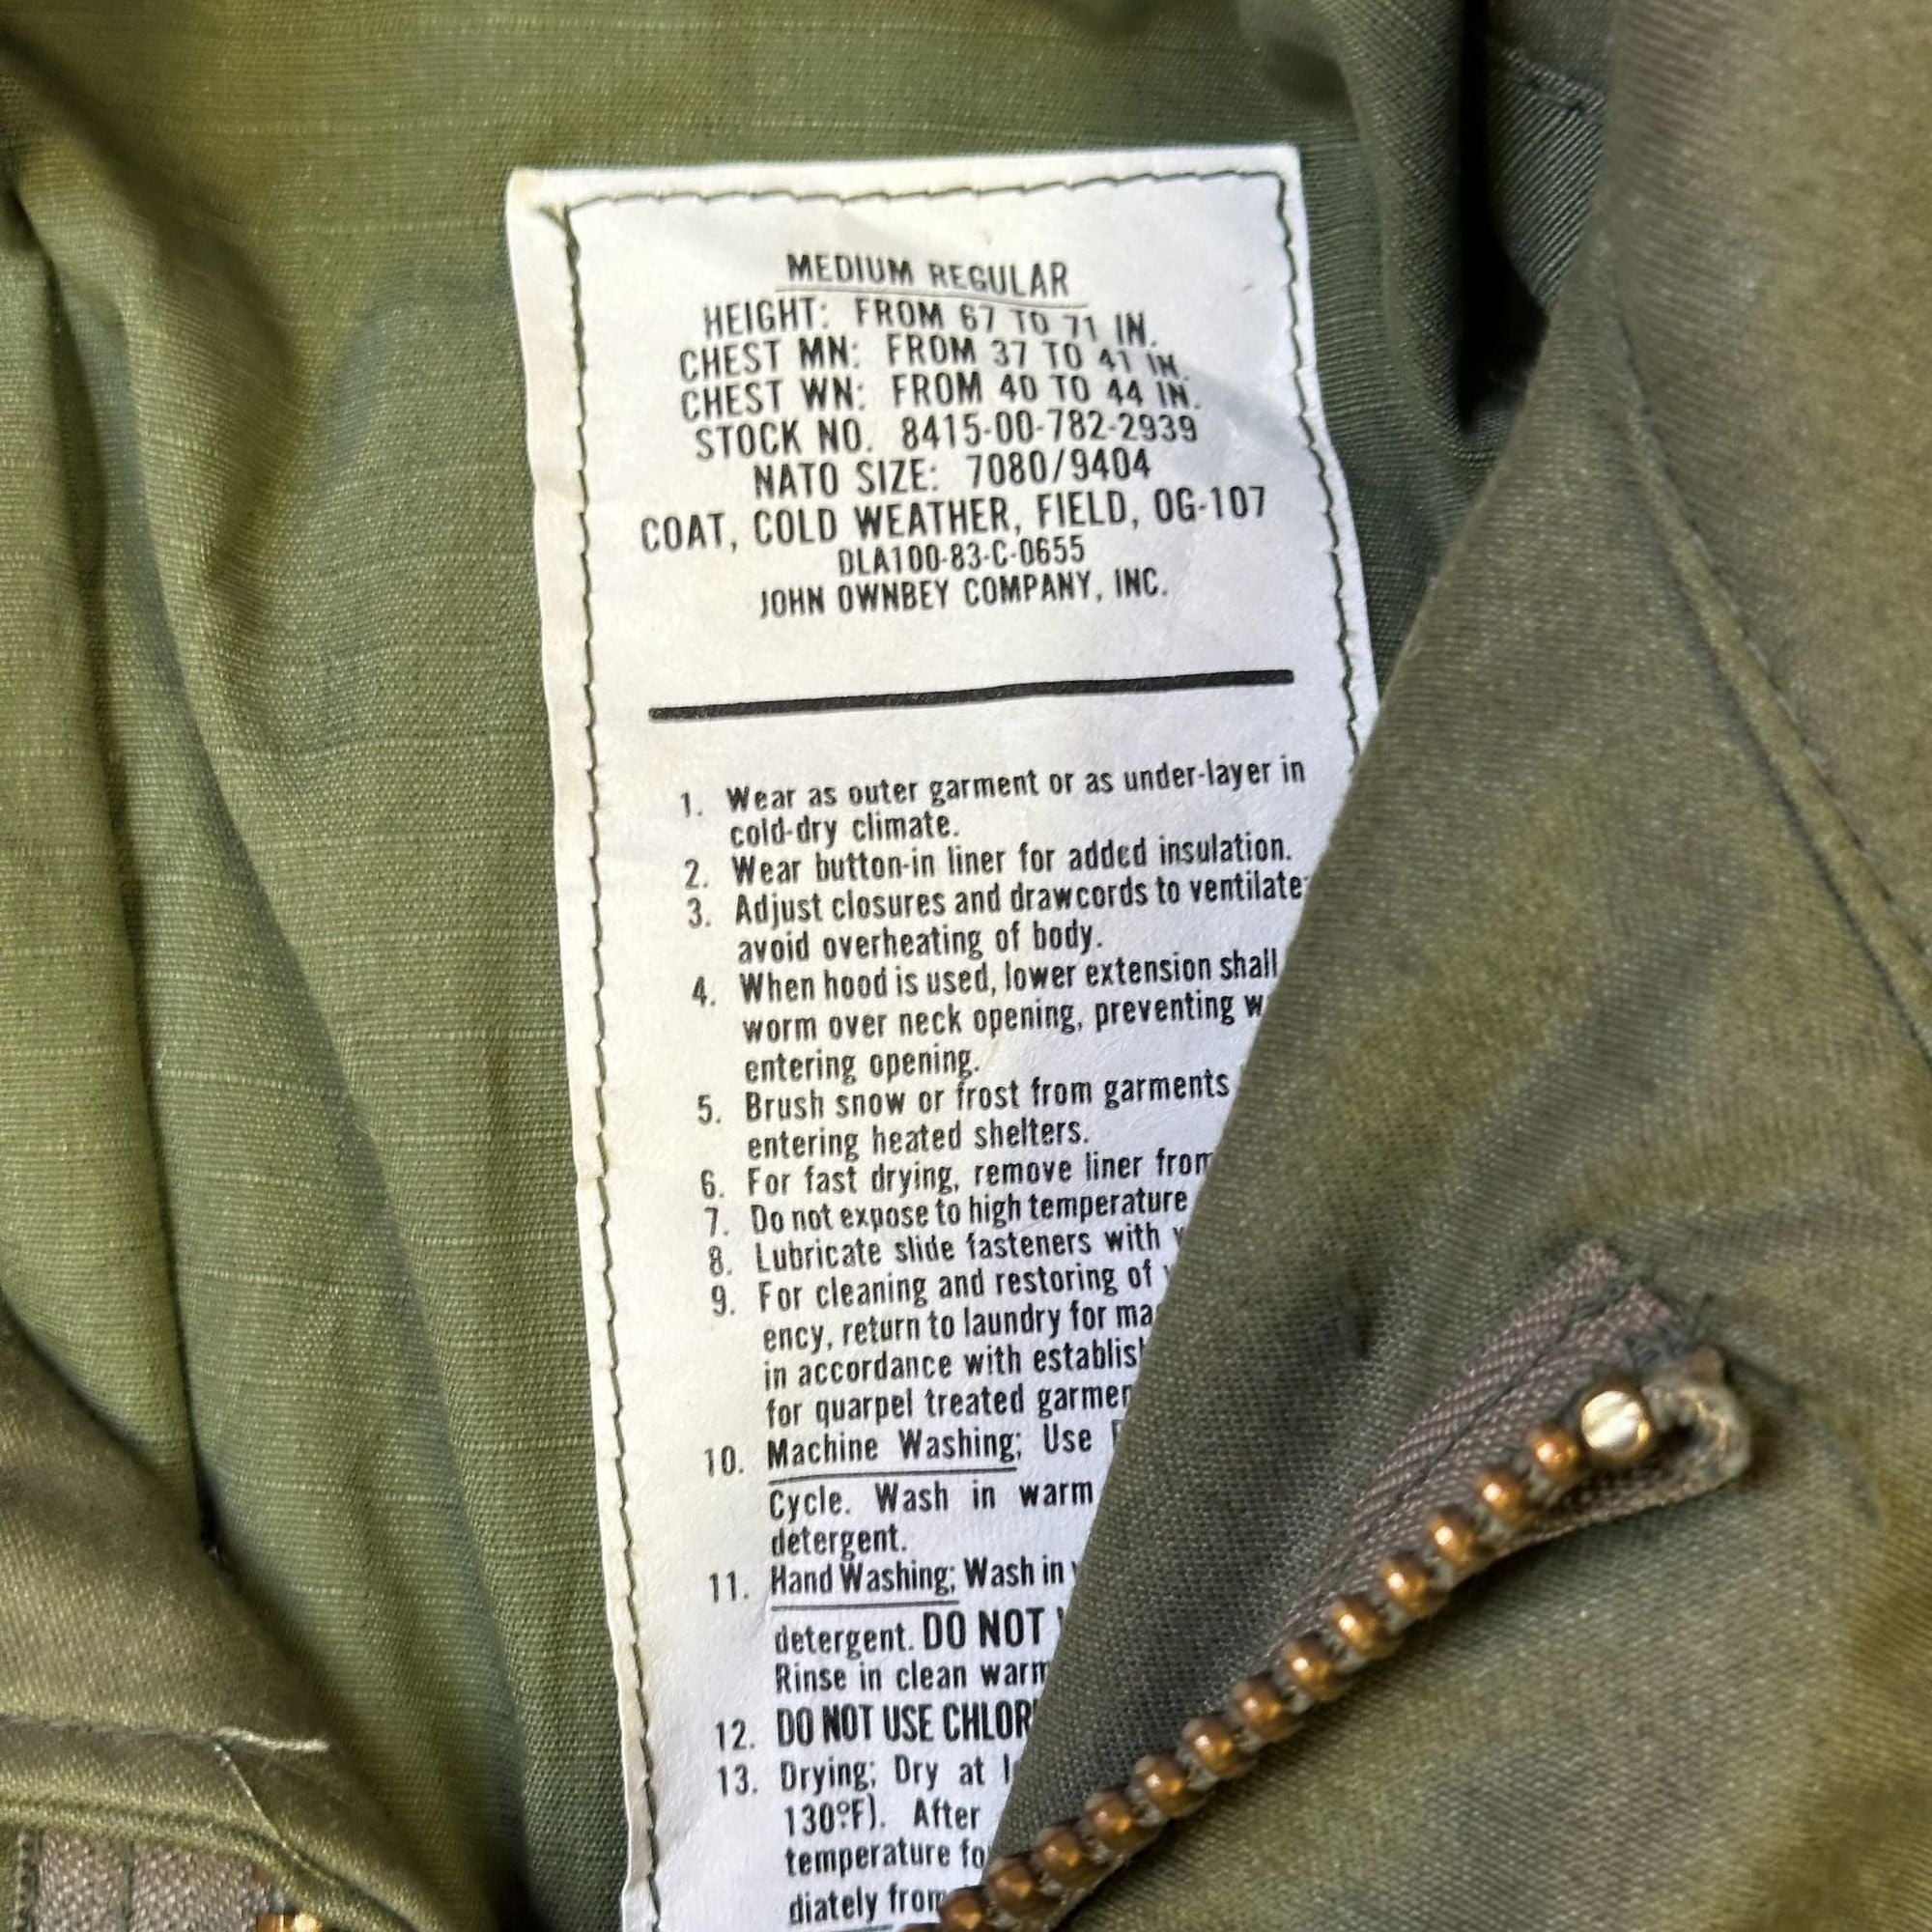 MEDIUM REGULAR
HEIGHT: FROM 67 TO 71 IN.
CHEST MN: FROM 37 TO 41 IN.
CHEST WN: FROM 40 TO 44 IN.
STOCK NO. 8415-00-782-2939
NATO SIZE: 7080/9404
COAT, COLD WEATHER, FIELD, OG-107
DLA100-83-C-0655
JOHN OWNBEY COMPANY, INC.
1. Wear as outer garment or as under-layer in
cold-dry climate.
2. Wear button-in liner for added insulation.
3. Adjust closures and drawcords to ventilate
avoid overheating of body.
4. When hood is used, lower extension shall
worm over neck opening, preventing
entering opening.
5. Brush snow or frost from garments
entering heated shelters.
6. For fast drying, remove liner from
7. Do not expose to high temperature
8. Lubricate slide fasteners with
9. For cleaning and restoring of
ency, return to laundry for
in accordance with
for quarpel treated
10. Machine Washing; Use
Cycle. Wash in warm
detergent.
11. Hand Washing; Wash in
detergent. DO NOT
Rinse in clean warm
12. DO NOT USE
13. Drying; Dry at
130°F). After
temperature
diately from